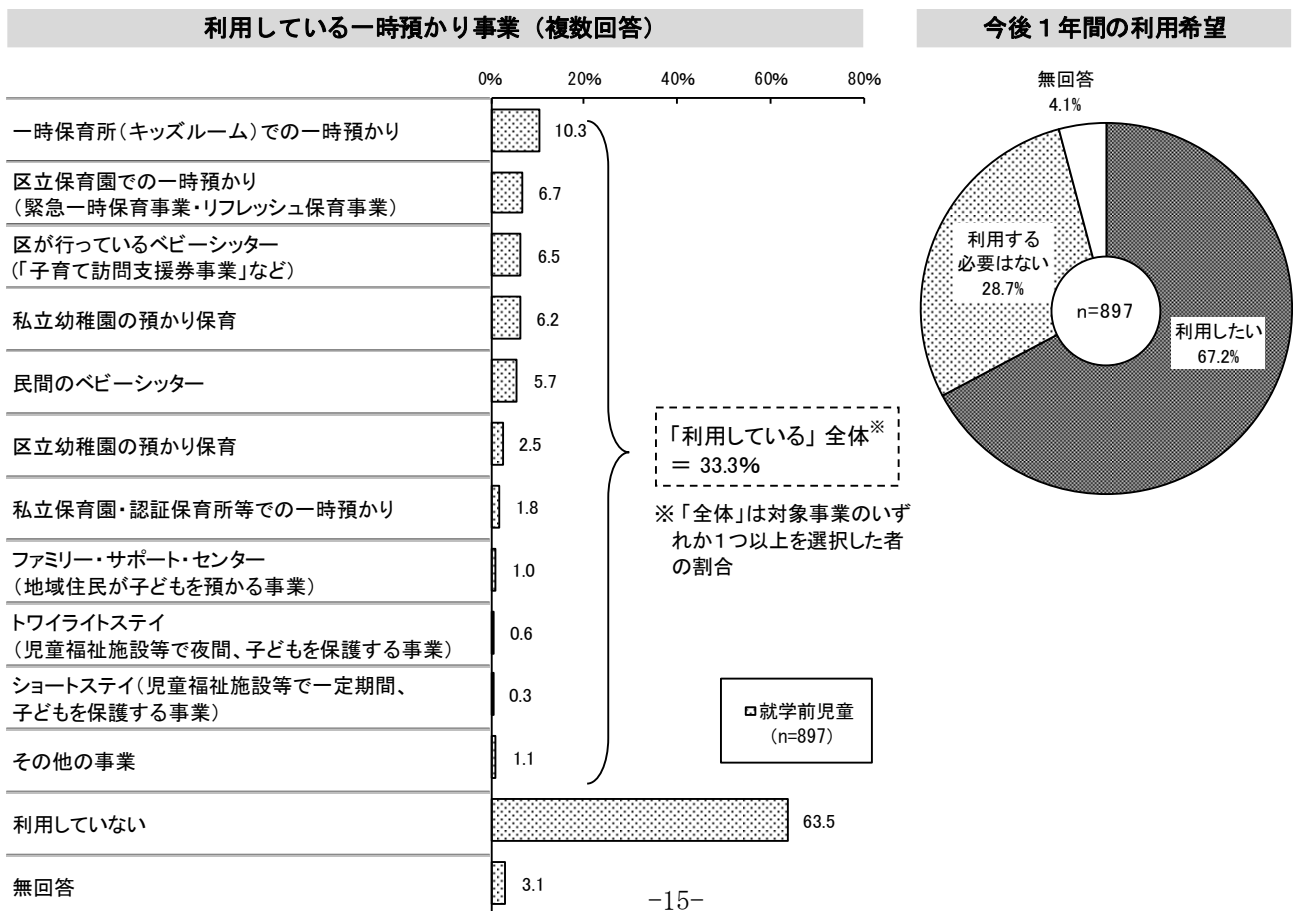 利用している一時預かり事業（複数回答）
0% 20% 40% 60% 80%
一時保育所（キッズルーム）での一時預かり 10.3
区立保育園での一時預かり
（緊急一時保育事業・リフレッシュ保育事業） 6.7
区が行っているベビーシッター
（「子育て訪問支援券事業」など） 6.5
私立幼稚園の預かり保育 6.2
民間のベビーシッター 5.7
区立幼稚園の預かり保育 2.5
私立保育園・認証保育所等での一時預かり 1.8
ファミリー・サポート・センター
（地域住民が子どもを預かる事業） 1.0
トワイライトステイ
（児童福祉施設等で夜間、子どもを保護する事業） 0.6
ショートステイ（児童福祉施設等で一定期間、
子どもを保護する事業） 0.3
その他の事業 1.1
利用していない 63.5
無回答 3.1
「利用している」全体※
＝ 33.3%
※「全体」は対象事業のいず
れか１つ以上を選択した者
の割合
就学前児童
(n=897)
今後１年間の利用希望
無回答
4.1%
利用する
必要はない
28.7%
n=897
利用したい
67.2%
-15-